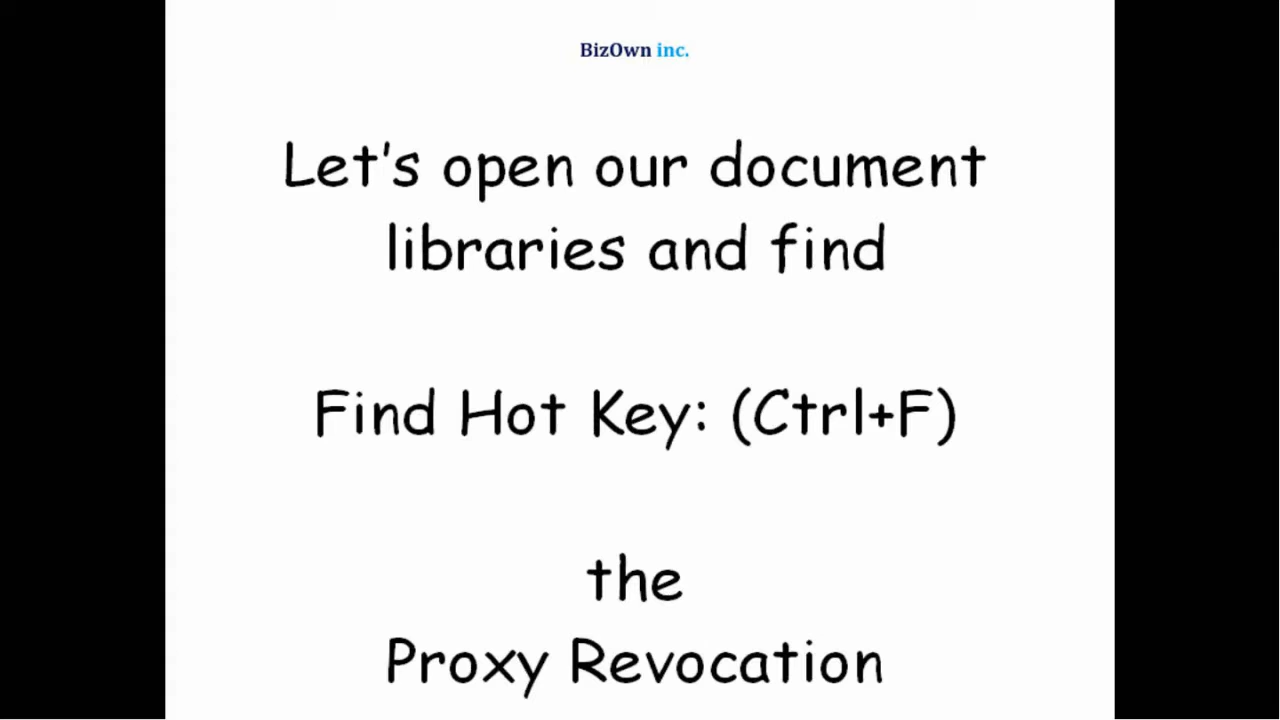 BizOwn inc.
Let's open our document
libraries and find
Find Hot Key: (Ctrl+F)
the
Proxy Revocation